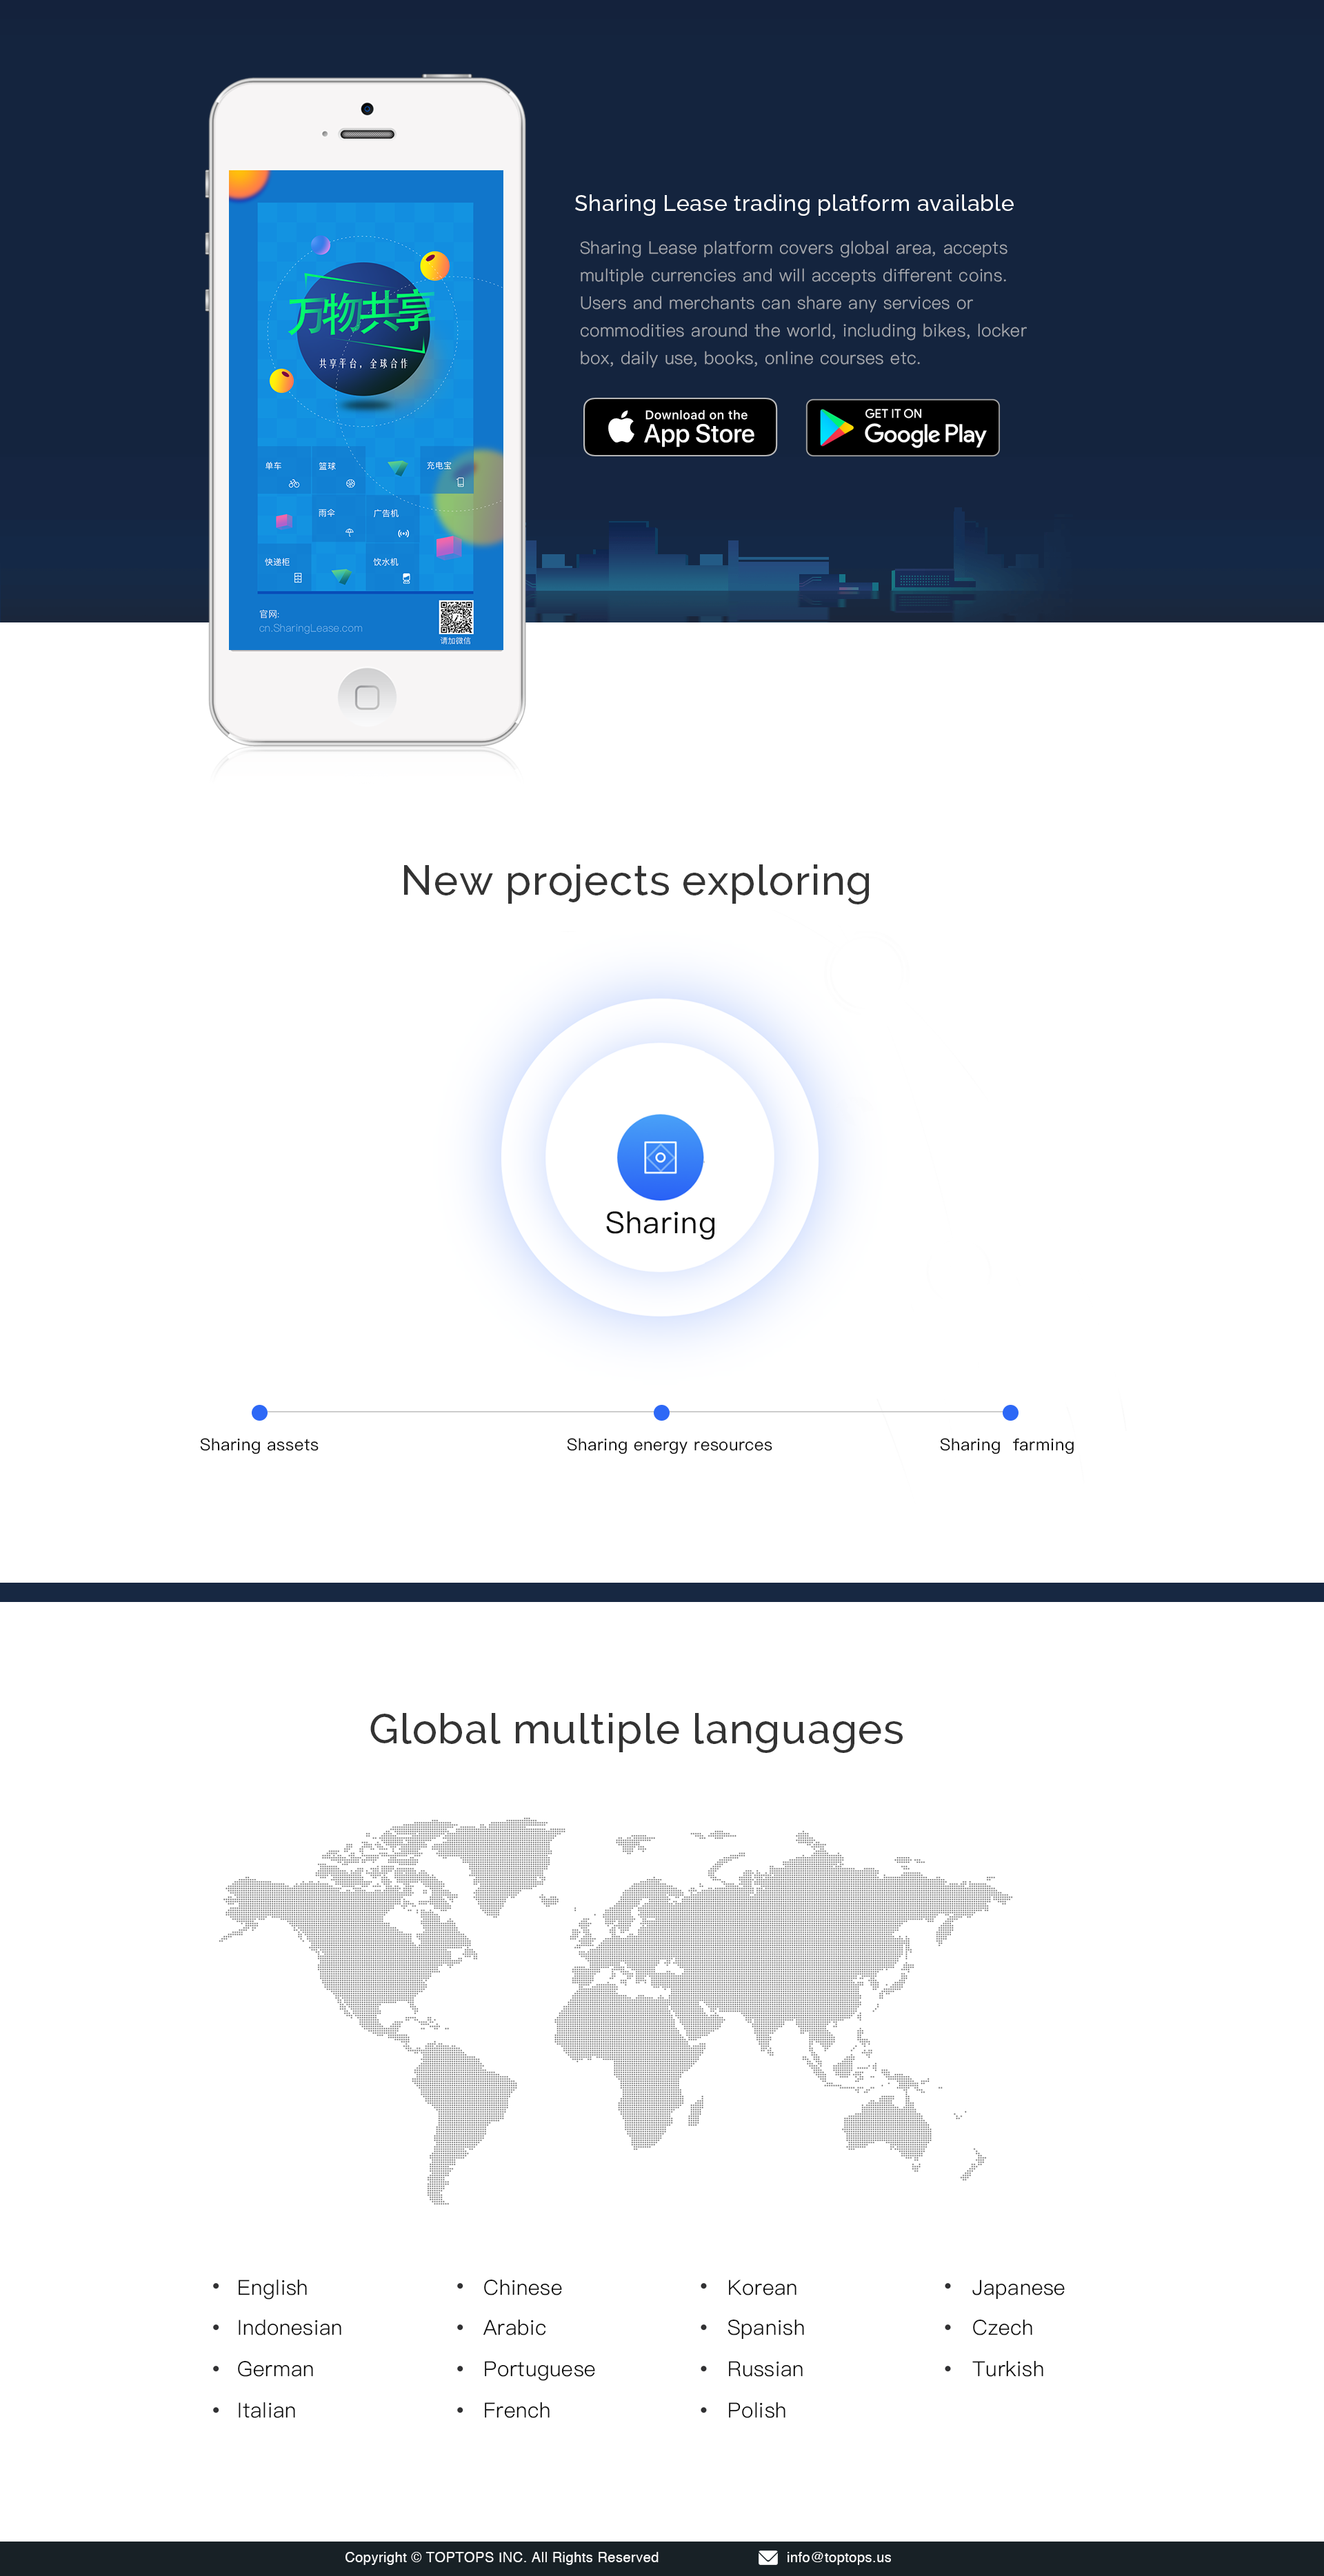 Sharing Lease trading platform available
Sharing Lease platform covers global area, accepts
multiple currencies and will accepts different coins.
Users and merchants can share any services or
commodities around the world, including bikes, locker
box, daily use, books, online courses etc.
Download on the
App Store
GET IT ON
Google Play
万物共享
共享平台，全球合作
单车
篮球
充电宝
雨伞
广告机
快递柜
饮水机
官网:
cn.SharingLease.com
请加微信
New projects exploring
Sharing
Sharing assets
Sharing energy resources
Sharing farming
Global multiple languages
• English
• Chinese
• Korean
• Japanese
• Indonesian
• Arabic
• Spanish
• Czech
• German
• Portuguese
• Russian
• Turkish
• Italian
• French
• Polish
Copyright © TOPTOPS INC. All Rights Reserved
info@toptops.us